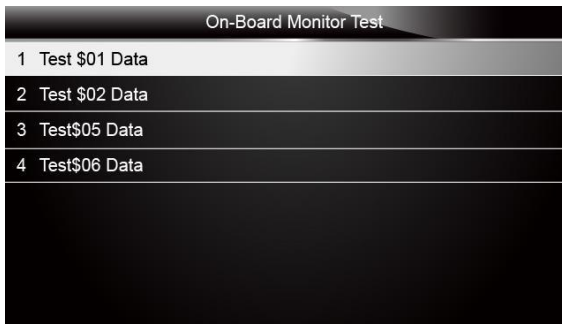 On-Board Monitor Test
1 Test $01 Data
2 Test $02 Data
3 Test$05 Data
4 Test$06 Data